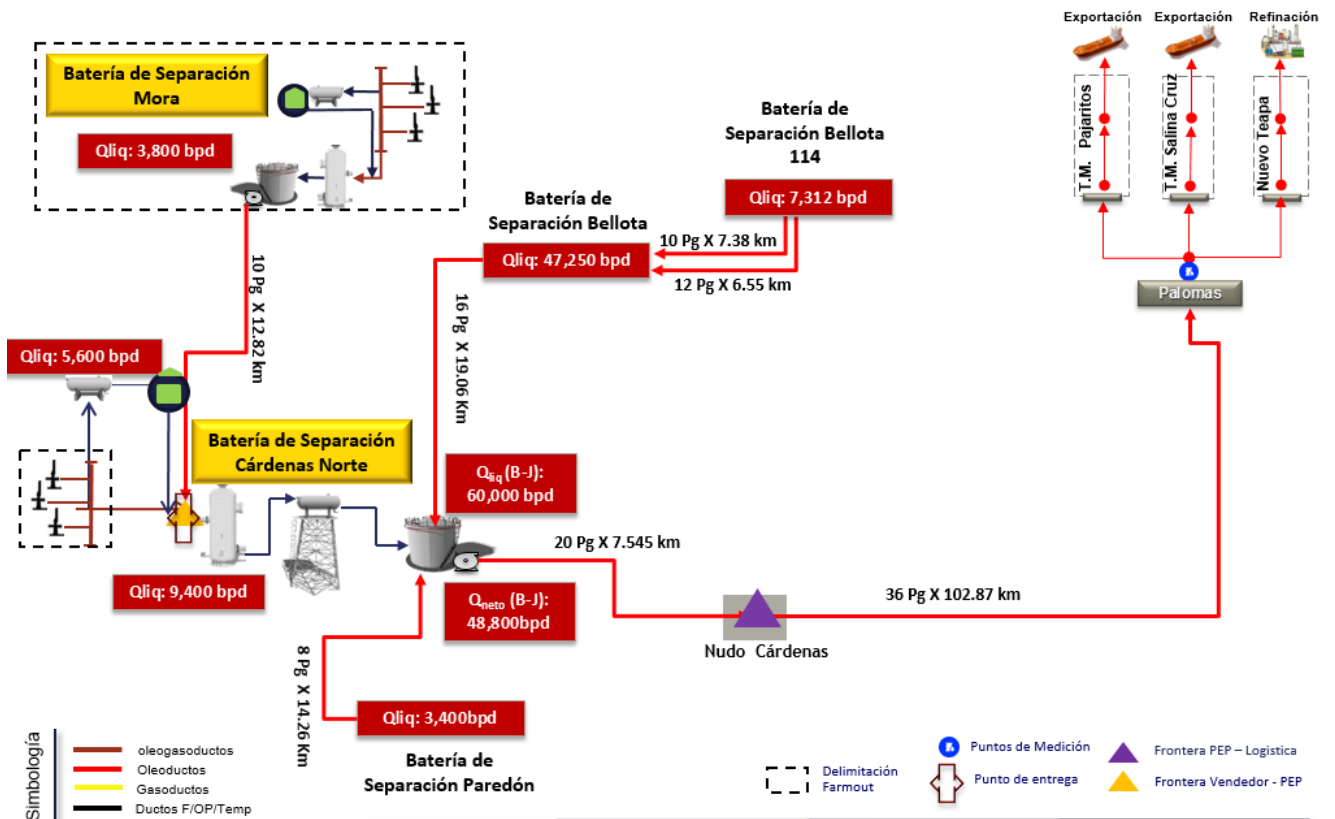 Exportación
Exportación
Refinación
T.M. Pajaritos
T.M. Salina Cruz
Nuevo Teapa
Palomas
Batería de Separación
Mora
Qliq: 3,800 bpd
Batería de
Separación Bellota
114
Qliq: 7,312 bpd
Batería de
Separación Bellota
Qliq: 47,250 bpd
10 Pg X 7.38 km
12 Pg X 6.55 km
10 Pg X 12.82 km
16 Pg X 19.06 Km
Qliq: 5,600 bpd
Batería de Separación
Cárdenas Norte
Qliq (B-J):
60,000 bpd
20 Pg X 7.545 km
Qliq: 9,400 bpd
Qneto (B-J):
48,800bpd
36 Pg X 102.87 km
Nudo Cárdenas
8 Pg X 14.26 Km
Qliq: 3,400bpd
Batería de
Separación Paredón
Simbología
oleogasoductos
Oleoductos
Gasoductos
Ductos F/OP/Temp
Delimitación
Farmout
Puntos de Medición
Punto de entrega
Frontera PEP – Logistica
Frontera Vendedor - PEP